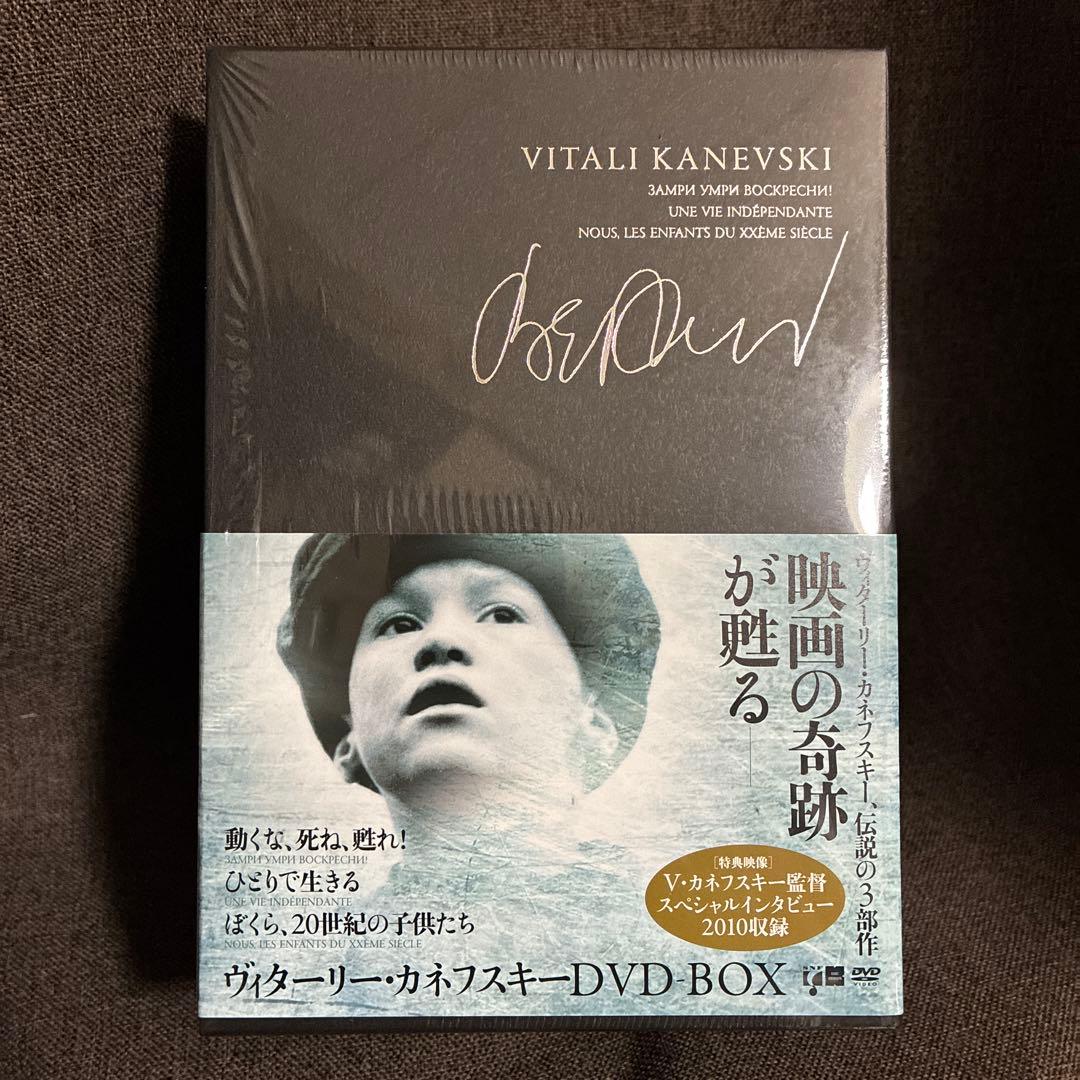 VITALI KANEVSKI
ЗАМРИ УМРИ ВОСКРЕСНИ!
UNE VIE INDÉPENDANTE
NOUS, LES ENFANTS DU XXÈME SIÈCLE
ヴィターリー・カネフスキー、伝説の3部作
映画の奇跡
が甦る——
動くな、死ね、甦れ!
ЗАМРИ УМРИ ВОСКРЕСНИ!
ひとりで生きる
UNE VIE INDÉPENDANTE
ぼくら、20世紀の子供たち
NOUS, LES ENFANTS DU XXÈME SIÈCLE
[特典映像]
V・カネフスキー監督
スペシャルインタビュー
2010収録
ヴィターリー・カネフスキーDVD-BOX
DVD
VIDEO